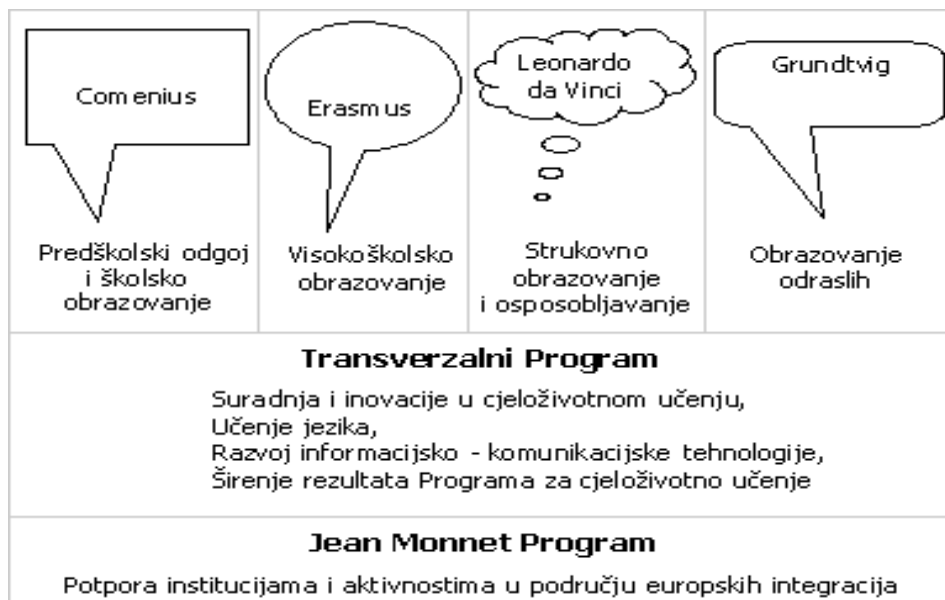 Comenius
Predškolski odgoj
i školsko
obrazovanje
Erasmus
Visokoškolsko
obrazovanje
Leonardo
da Vinci
Strukovno
obrazovanje
i osposobljavanje
Grundtvig
Obrazovanje
odraslih
Transverzalni Program
Suradnja i inovacije u cjeloživotnom učenju,
Učenje jezika,
Razvoj informacijsko - komunikacijske tehnologije,
Širenje rezultata Programa za cjeloživotno učenje
Jean Monnet Program
Potpora institucijama i aktivnostima u području europskih integracija